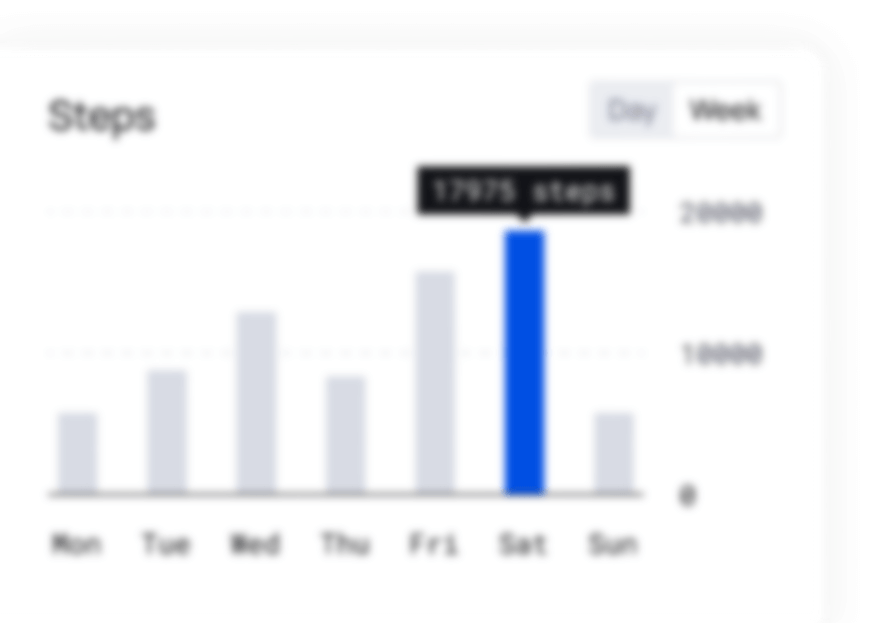 Steps
Day Week
17975 steps
20000
10000
0
Mon Tue Wed Thu Fri Sat Sun